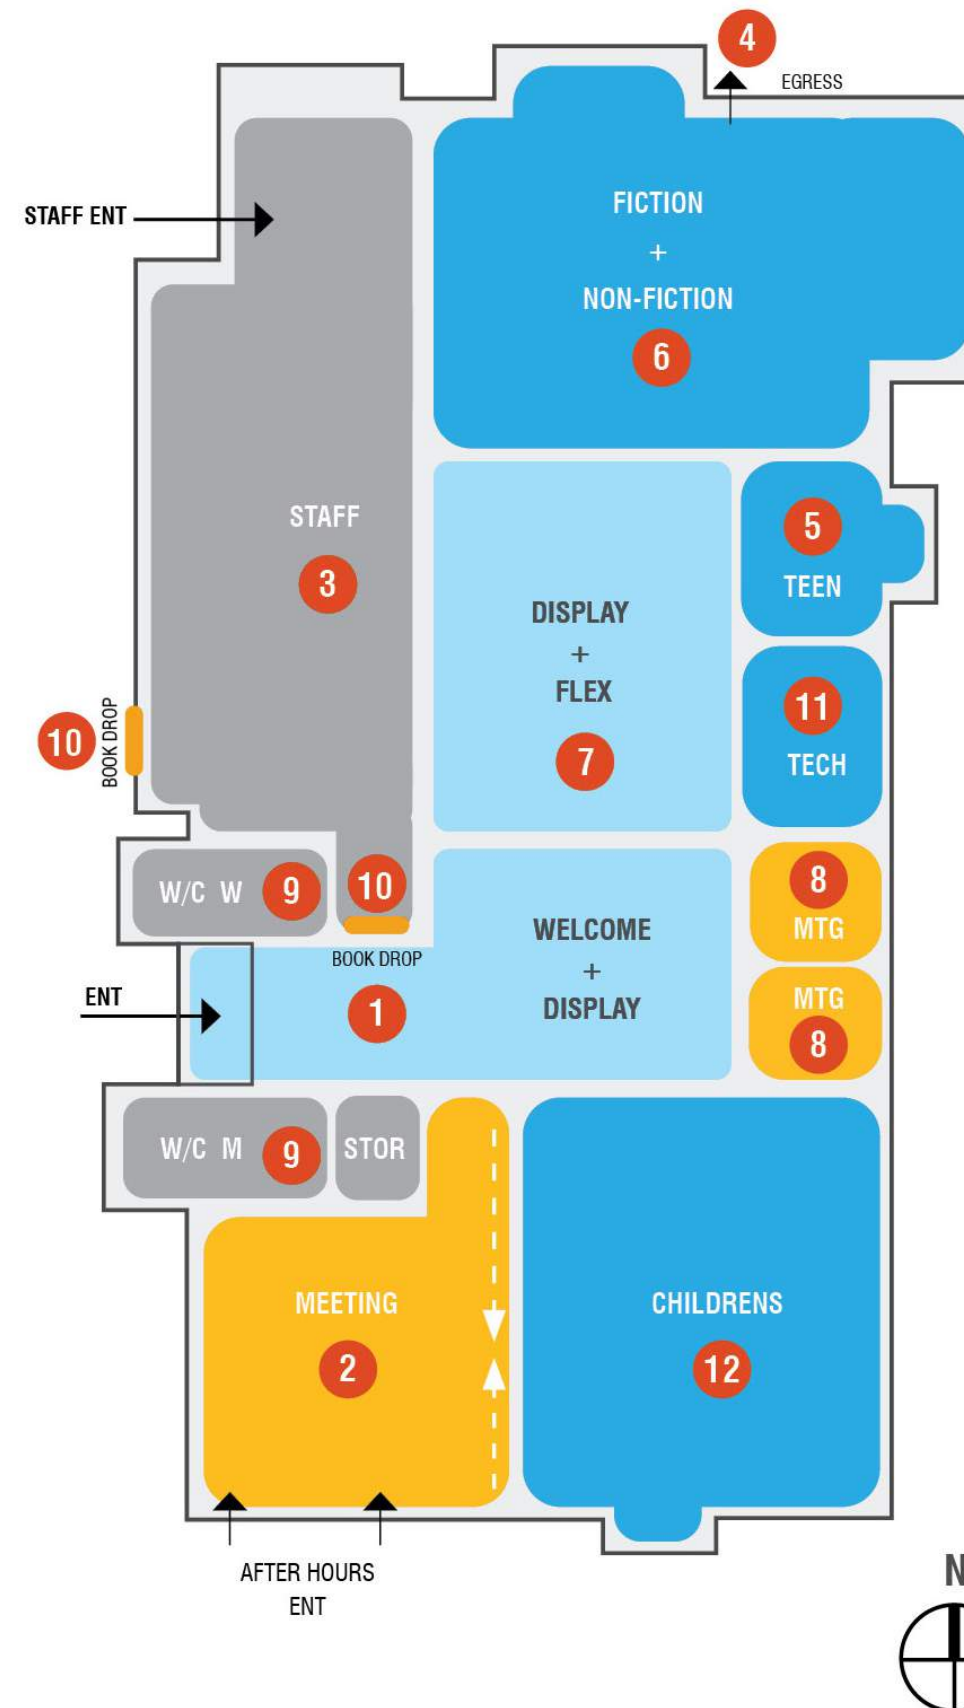 4
EGRESS
STAFF ENT
FICTION
+
NON-FICTION
6
STAFF
3
5
TEEN
DISPLAY
+
FLEX
7
11
TECH
10
BOOK DROP
W/C W
9
10
BOOK DROP
8
MTG
WELCOME
+
DISPLAY
ENT
1
MTG
8
W/C M
9
STOR
MEETING
2
CHILDRENS
12
AFTER HOURS
ENT
N